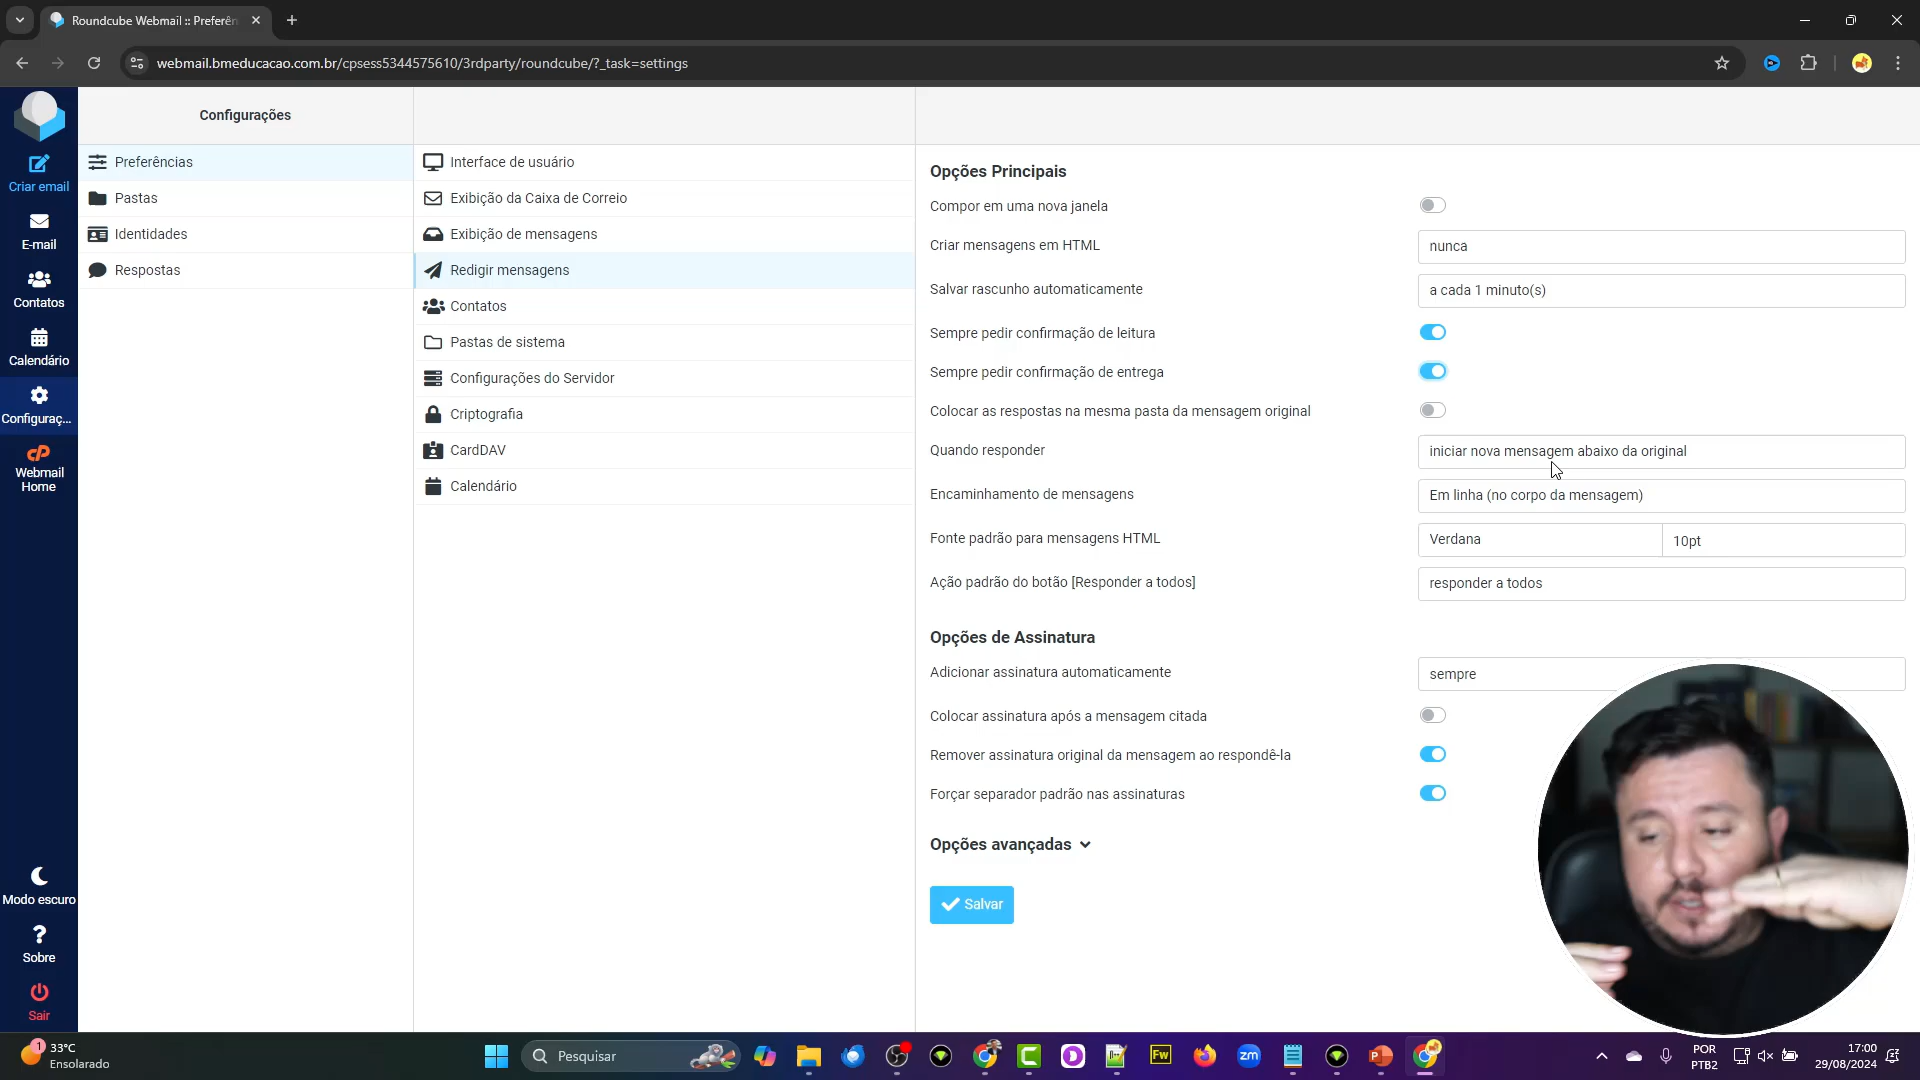 Roundcube Webmail :: Preferên
webmail.bmeducacao.com.br/cpsess5344575610/3rdparty/roundcube/?_task=settings
Criar email
E-mail
Contatos
Calendário
Configuraç...
cP
Webmail
Home
Modo escuro
Sobre
Sair
Configurações
Preferências
Pastas
Identidades
Respostas
Interface de usuário
Exibição da Caixa de Correio
Exibição de mensagens
Redigir mensagens
Contatos
Pastas de sistema
Configurações do Servidor
Criptografia
CardDAV
Calendário
Opções Principais
Compor em uma nova janela
Criar mensagens em HTML nunca
Salvar rascunho automaticamente a cada 1 minuto(s)
Sempre pedir confirmação de leitura
Sempre pedir confirmação de entrega
Colocar as respostas na mesma pasta da mensagem original
Quando responder iniciar nova mensagem abaixo da original
Encaminhamento de mensagens Em linha (no corpo da mensagem)
Fonte padrão para mensagens HTML Verdana 10pt
Ação padrão do botão [Responder a todos] responder a todos
Opções de Assinatura
Adicionar assinatura automaticamente sempre
Colocar assinatura após a mensagem citada
Remover assinatura original da mensagem ao respondê-la
Forçar separador padrão nas assinaturas
Opções avançadas
Salvar
1
33°C
Ensolarado
Pesquisar
Fw
zm
POR
PTB2
17:00
29/08/2024